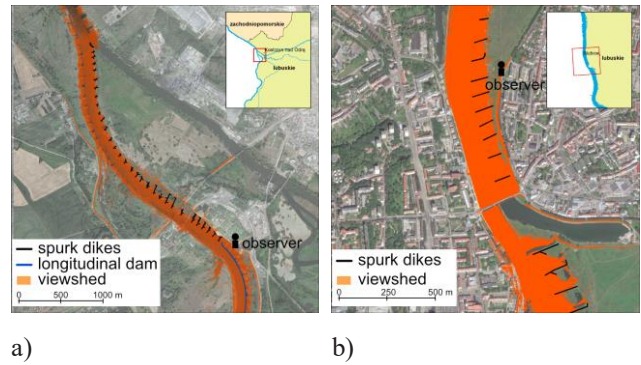 zachodniopomorskie
lubuskie
observer
spurk dikes
longitudinal dam
viewshed
0 500 1000 m
a)
lubuskie
observer
spurk dikes
viewshed
0 250 500 m
b)